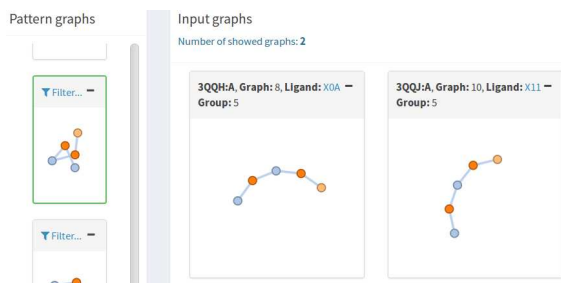 Pattern graphs
Input graphs
Number of showed graphs: 2
Filter...
3QQH:A, Graph: 8, Ligand: X0A
Group: 5
3QQJ:A, Graph: 10, Ligand: X11
Group: 5
Filter...